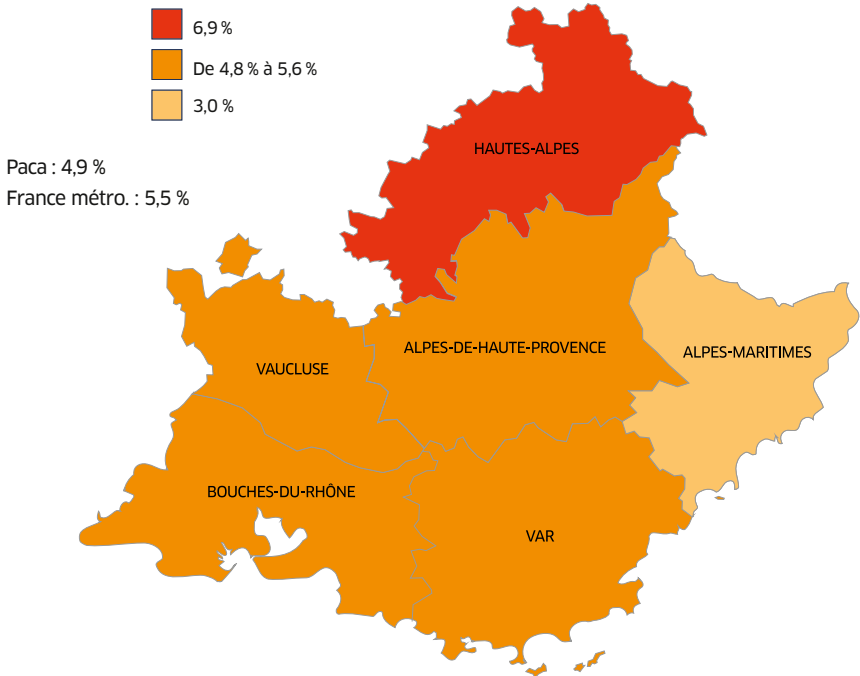 6,9 %
De 4,8 % à 5,6 %
3,0 %
Paca : 4,9 %
France métro. : 5,5 %
HAUTES-ALPES
ALPES-DE-HAUTE-PROVENCE
ALPES-MARITIMES
VAUCLUSE
BOUCHES-DU-RHÔNE
VAR